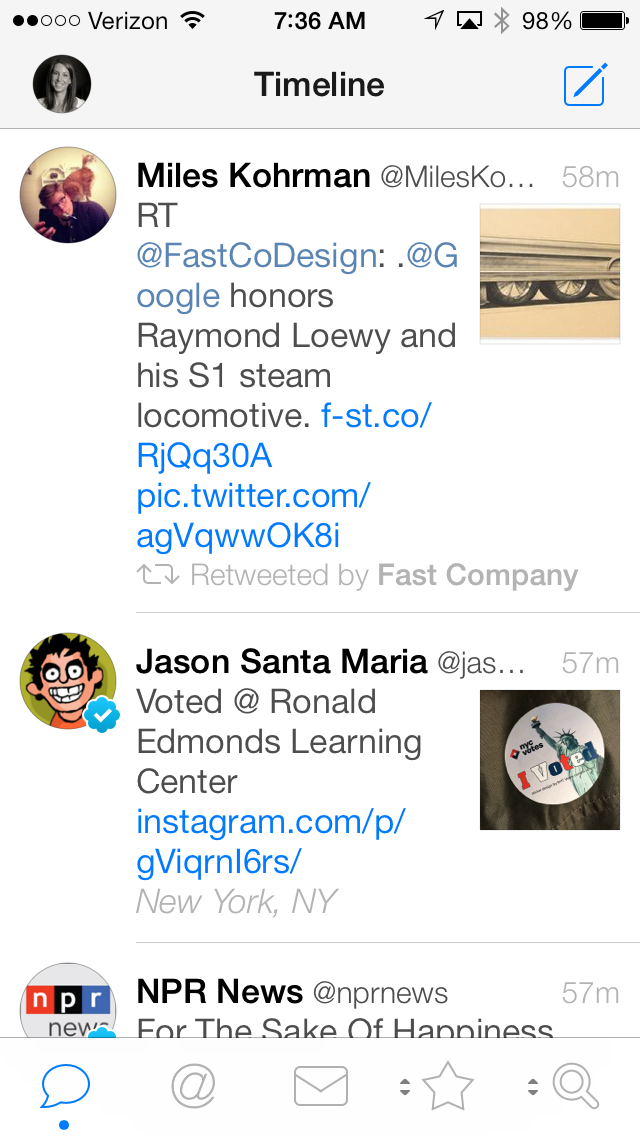 Verizon 7:36 AM 98%
Timeline
Miles Kohrman @MilesKo... 58m
RT
@FastCoDesign: .@G
oogle honors
Raymond Loewy and
his S1 steam
locomotive. f-st.co/
RjQq30A
pic.twitter.com/
agVqwwOK8i
Retweeted by Fast Company
Jason Santa Maria @jas... 57m
Voted @ Ronald
Edmonds Learning
Center
instagram.com/p/
gViqrnI6rs/
New York, NY
nyc
votes
I Voted
NPR News @nprnews 57m
For The Sake Of Happiness
npr
news
@